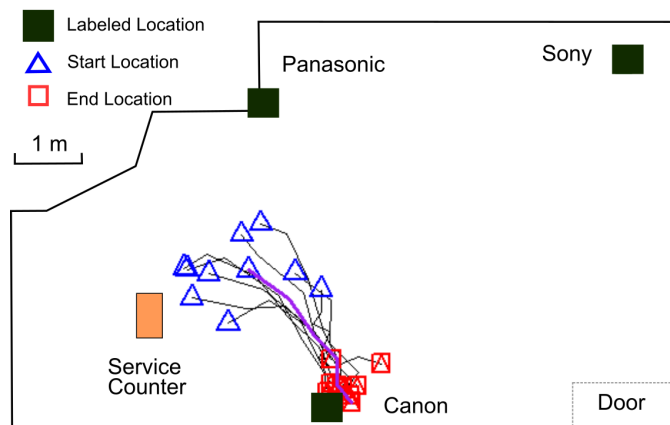 Labeled Location
Start Location
End Location
1 m
Panasonic
Sony
Service
Counter
Canon
Door